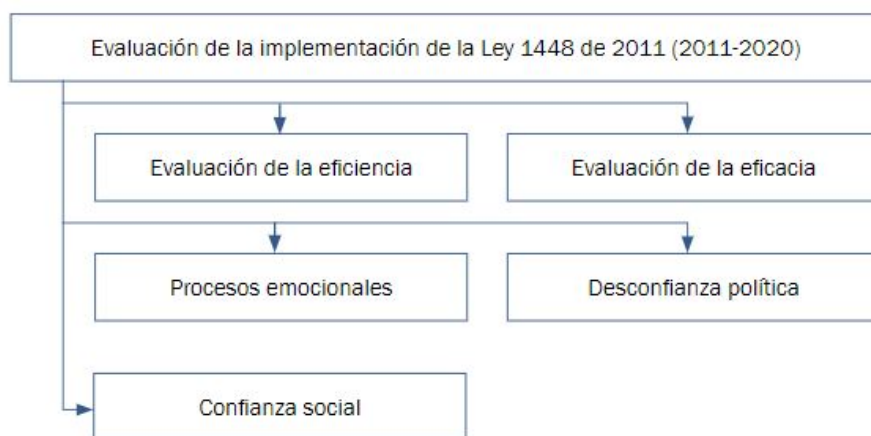 Evaluación de la implementación de la Ley 1448 de 2011 (2011-2020)
Evaluación de la eficiencia
Evaluación de la eficacia
Procesos emocionales
Desconfianza política
Confianza social